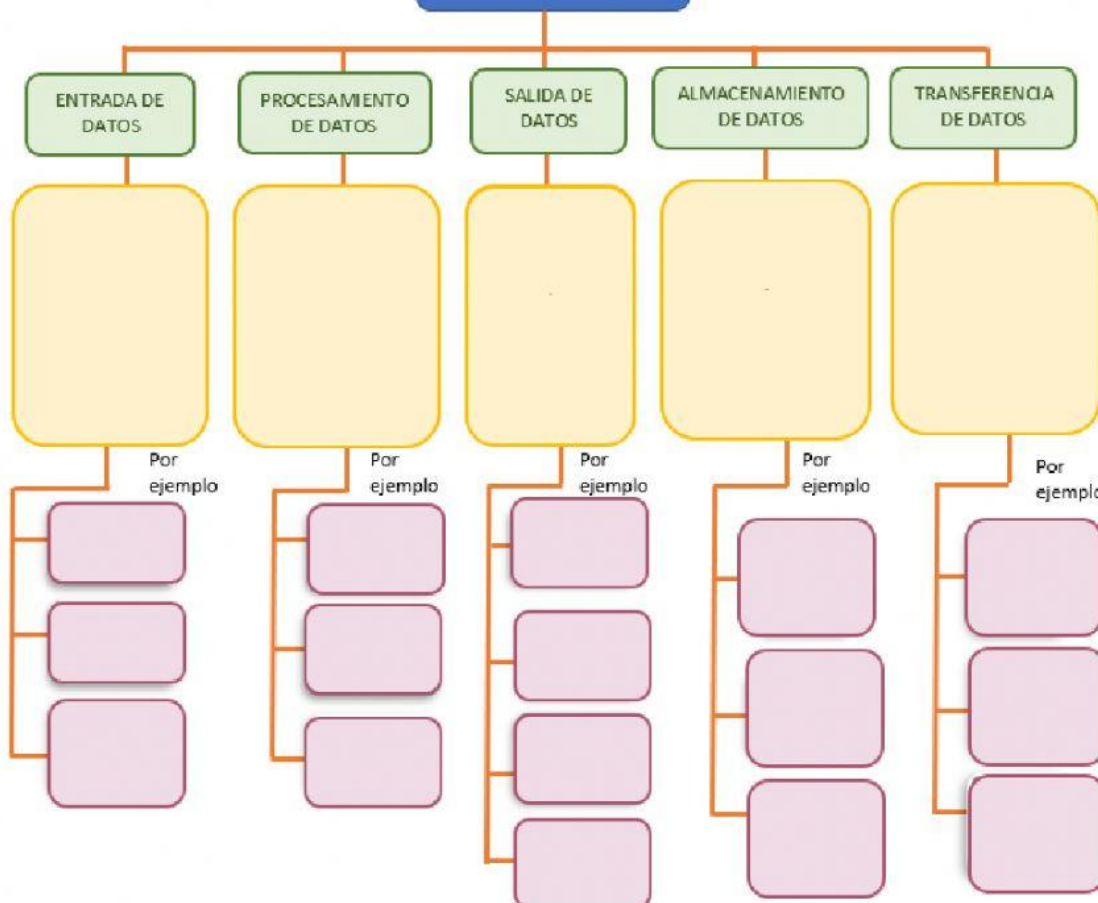 ENTRADA DE
DATOS
PROCESAMIENTO
DE DATOS
SALIDA DE
DATOS
ALMACENAMIENTO
DE DATOS
TRANSFERENCIA
DE DATOS
Por
ejemplo
Por
ejemplo
Por
ejemplo
Por
ejemplo
Por
ejemplo